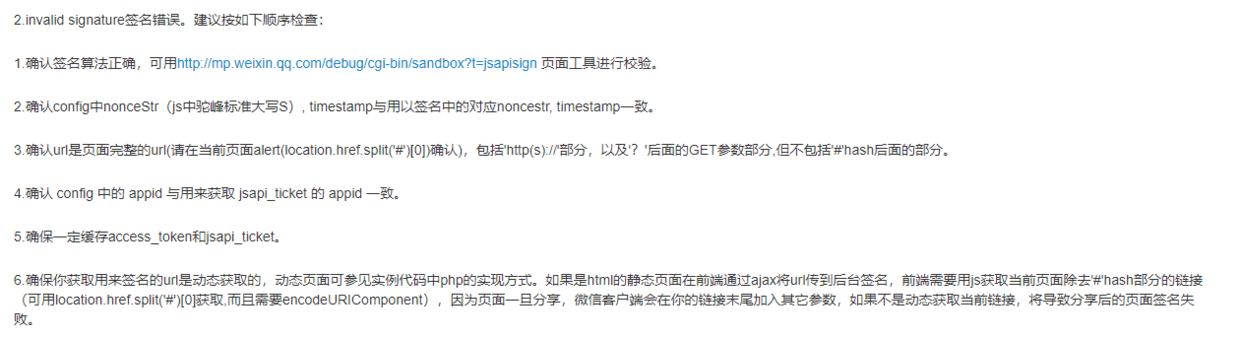 2.invalid signature签名错误。建议按如下顺序检查：
1.确认签名算法正确，可用http://mp.weixin.qq.com/debug/cgi-bin/sandbox?t=jsapisign 页面工具进行校验。
2.确认config中nonceStr（js中驼峰标准大写S）, timestamp与用以签名中的对应noncestr, timestamp一致。
3.确认url是页面完整的url(请在当前页面alert(location.href.split('#')[0])确认)，包括'http(s)://'部分，以及'？'后面的GET参数部分,但不包括'#'hash后面的部分。
4.确认 config 中的 appid 与用来获取 jsapi_ticket 的 appid 一致。
5.确保一定缓存access_token和jsapi_ticket。
6.确保你获取用来签名的url是动态获取的，动态页面可参见实例代码中php的实现方式。如果是html的静态页面在前端通过ajax将url传到后台签名，前端需要用js获取当前页面除去'#'hash部分的链接
（可用location.href.split('#')[0]获取,而且需要encodeURIComponent），因为页面一旦分享，微信客户端会在你的链接末尾加入其它参数，如果不是动态获取当前链接，将导致分享后的页面签名失
败。